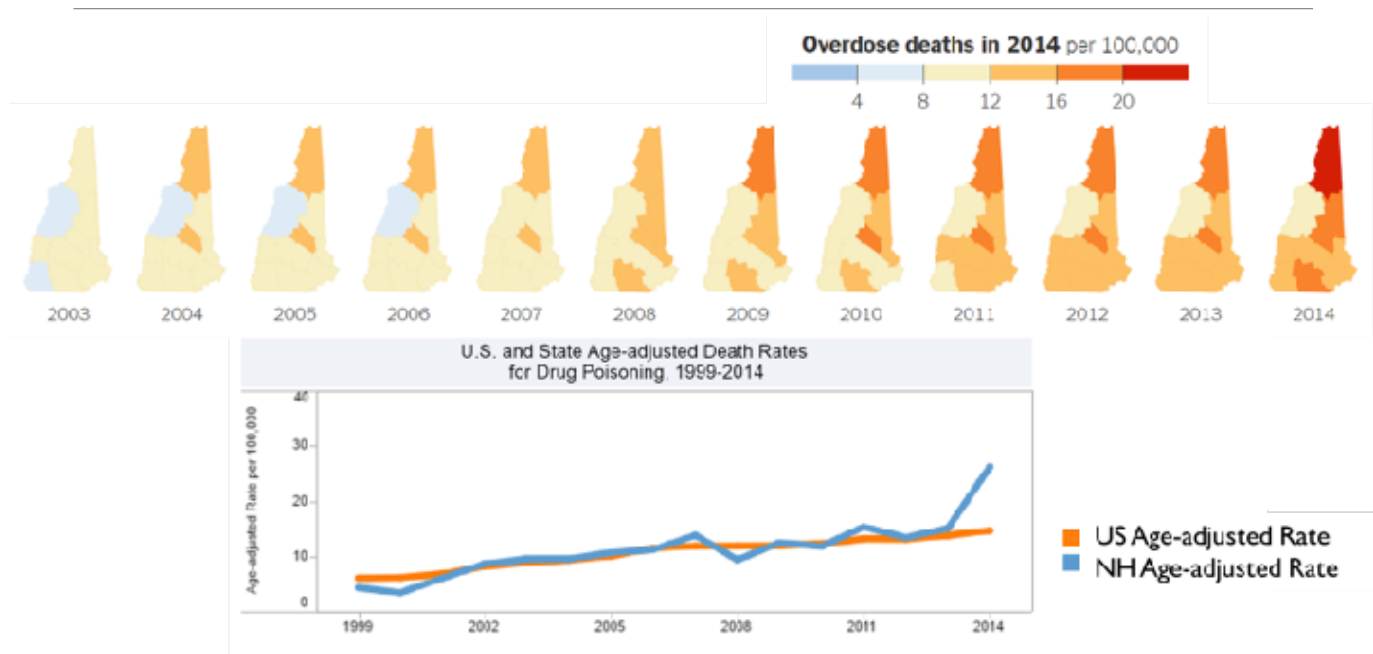 Overdose deaths in 2014 per 100,000
4 8 12 16 20
2003 2004 2005 2006 2007 2008 2009 2010 2011 2012 2013 2014
U.S. and State Age-adjusted Death Rates
for Drug Poisoning, 1999-2014
Age-adjusted Rate per 100,000
40
30
20
10
0
1999 2002 2005 2008 2011 2014
US Age-adjusted Rate
NH Age-adjusted Rate